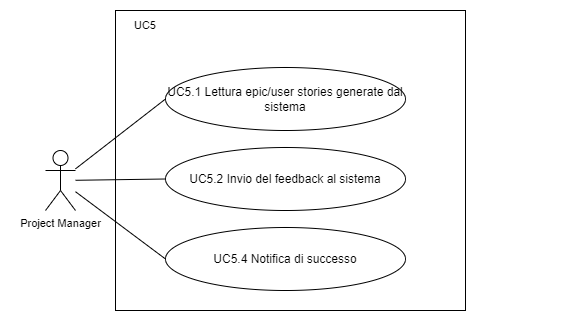 UC5
UC5.1 Lettura epic/user stories generate dal
sistema
UC5.2 Invio del feedback al sistema
Project Manager
UC5.4 Notifica di successo